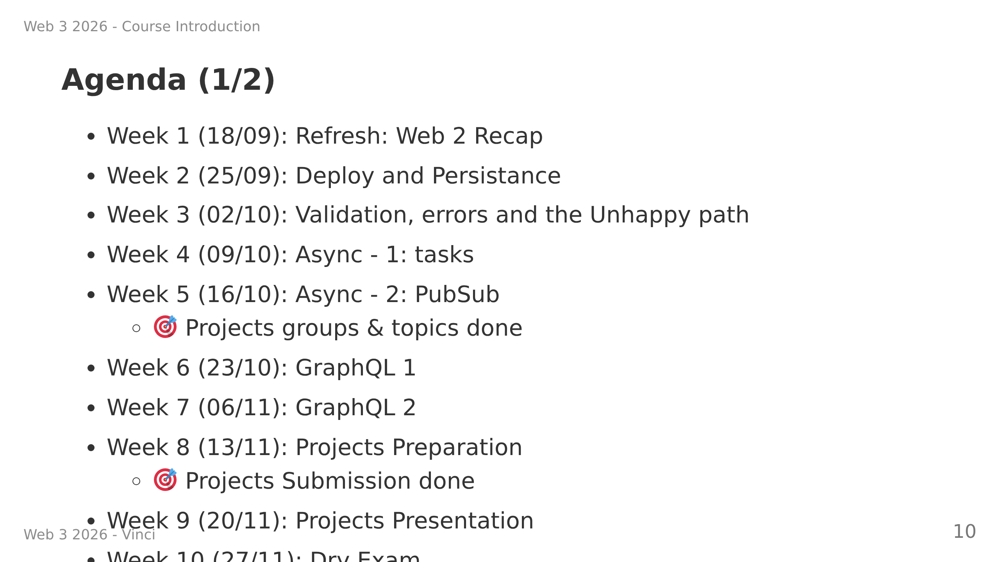 Web 3 2026 - Course Introduction
Agenda (1/2)
• Week 1 (18/09): Refresh: Web 2 Recap
• Week 2 (25/09): Deploy and Persistance
• Week 3 (02/10): Validation, errors and the Unhappy path
• Week 4 (09/10): Async - 1: tasks
• Week 5 (16/10): Async - 2: PubSub
◦ 🎯 Projects groups & topics done
• Week 6 (23/10): GraphQL 1
• Week 7 (06/11): GraphQL 2
• Week 8 (13/11): Projects Preparation
◦ 🎯 Projects Submission done
• Week 9 (20/11): Projects Presentation
Web 3 2026 - Vinci
10
• Week 10 (27/11): Dry Exam